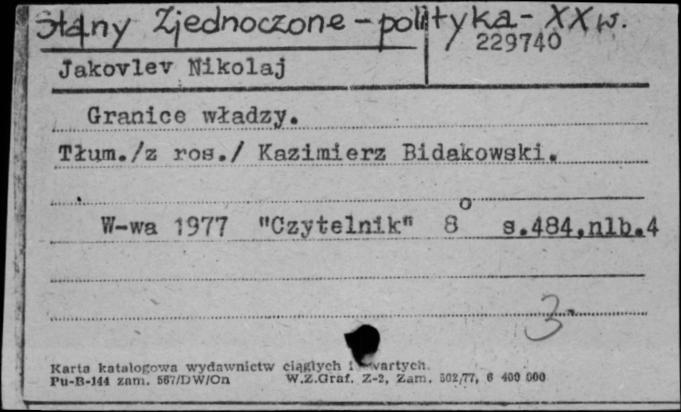 Stany Zjednoczone - polityka - XX w.
229740
Jakovlev Nikolaj
Granice władzy.
Tłum./z ros./ Kazimierz Bidakowski.
W-wa 1977 "Czytelnik" 8° s.484,nlb.4
3
Karta katalogowa wydawnictw ciągłych i
Pu-B-144 zam. 567/DW/On W.Z.Graf. Z-2, Zam. 502/77, 6 400 000